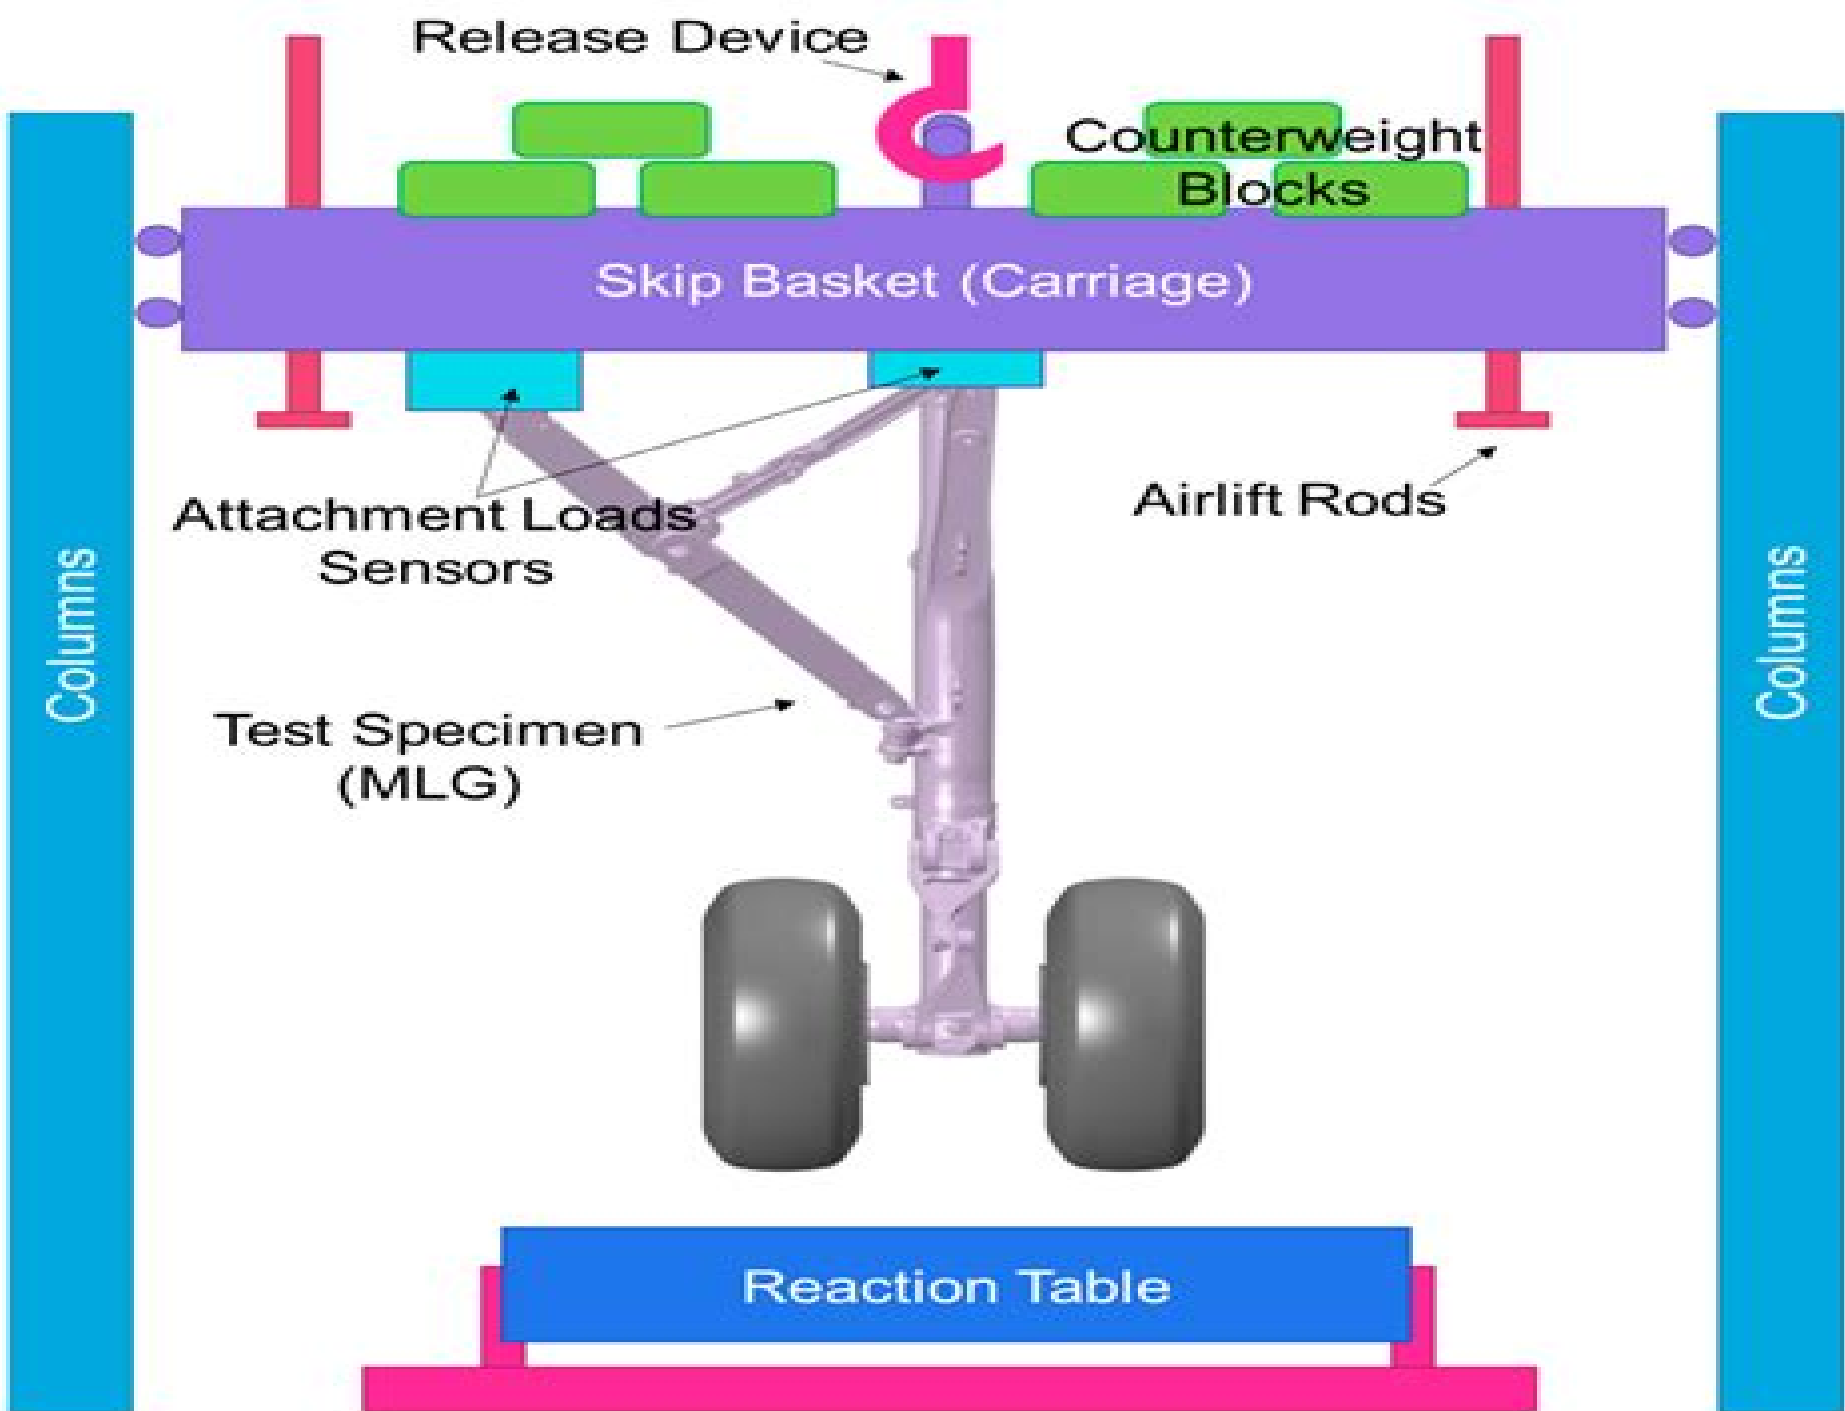 Release Device
Counterweight
Blocks
Skip Basket (Carriage)
Attachment Loads
Sensors
Airlift Rods
Columns
Columns
Test Specimen
(MLG)
Reaction Table